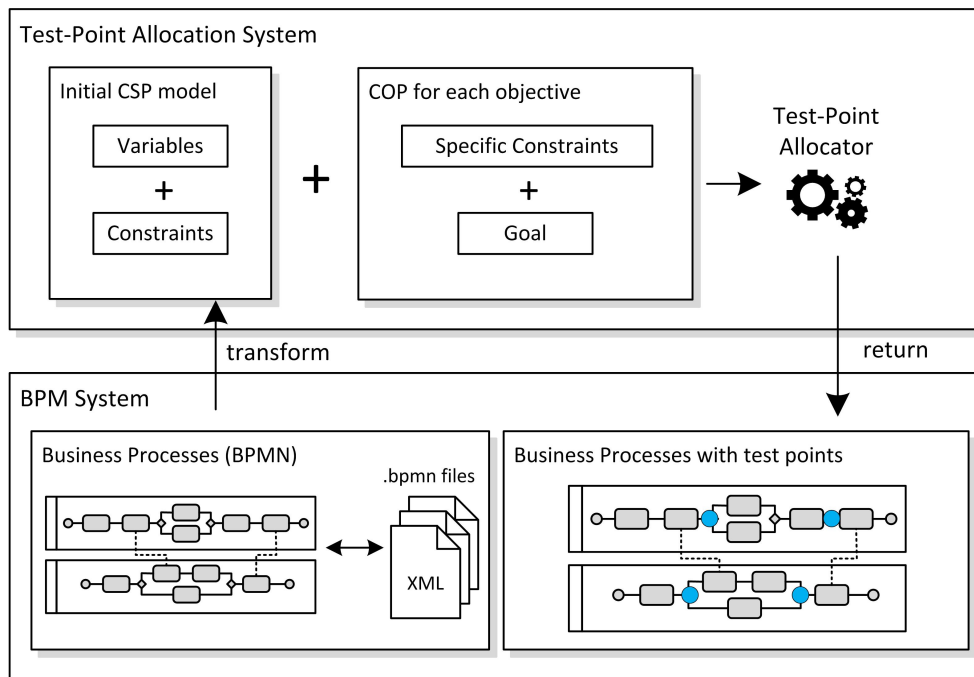 Test-Point Allocation System
Initial CSP model
Variables
+
Constraints
+
COP for each objective
Specific Constraints
+
Goal
Test-Point
Allocator
transform
return
BPM System
Business Processes (BPMN)
.bpmn files
XML
Business Processes with test points